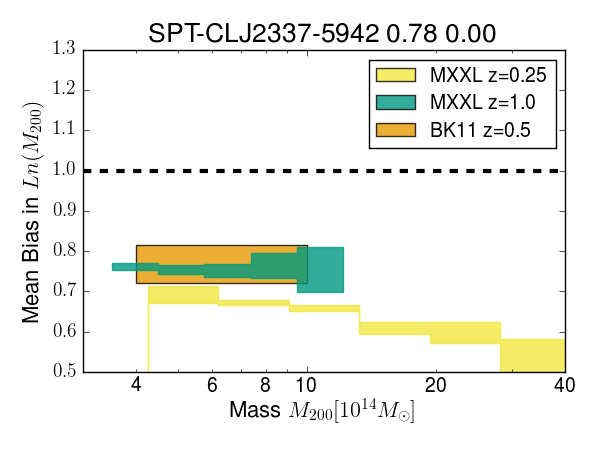 SPT-CLJ2337-5942 0.78 0.00
1.3
1.2
1.1
1.0
0.9
0.8
0.7
0.6
0.5
Mean Bias in Ln(M200)
MXXL z=0.25
MXXL z=1.0
BK11 z=0.5
4 6 8 10 20 40
Mass M200[10^14M⊙]